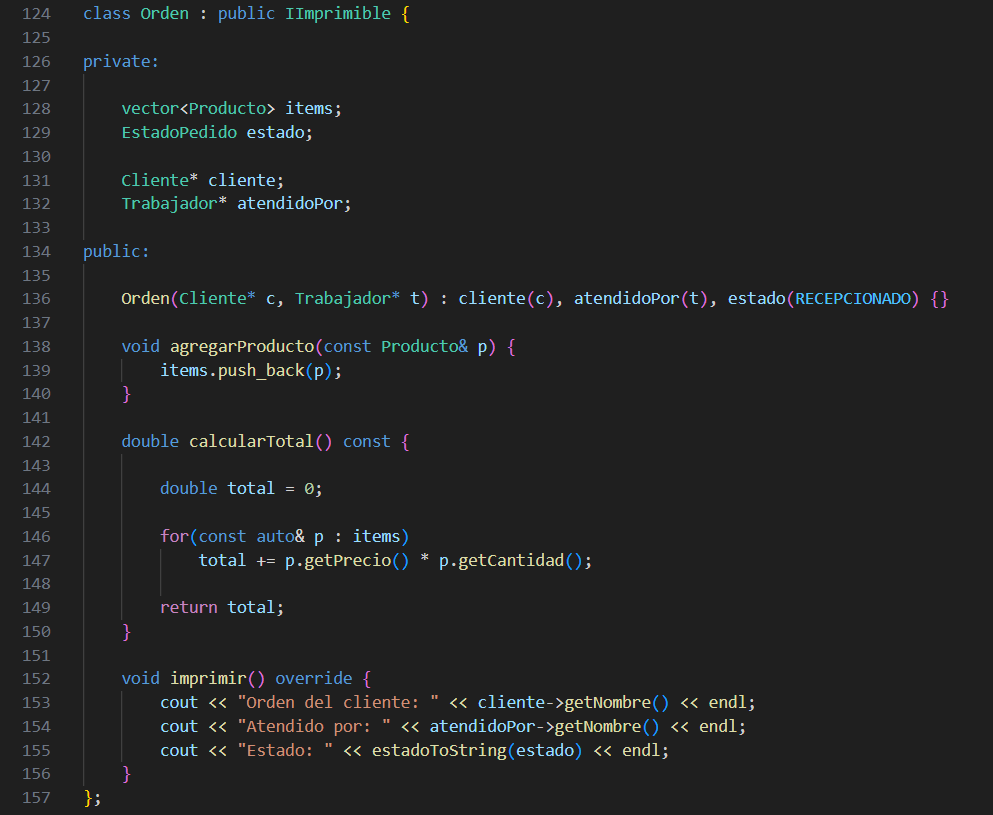 124 class Orden : public IImprimible {
125
126 private:
127
128     vector<Producto> items;
129     EstadoPedido estado;
130
131     Cliente* cliente;
132     Trabajador* atendidoPor;
133
134 public:
135
136     Orden(Cliente* c, Trabajador* t) : cliente(c), atendidoPor(t), estado(RECEPCIONADO) {}
137
138     void agregarProducto(const Producto& p) {
139         items.push_back(p);
140     }
141
142     double calcularTotal() const {
143
144         double total = 0;
145
146         for(const auto& p : items)
147             total += p.getPrecio() * p.getCantidad();
148
149         return total;
150     }
151
152     void imprimir() override {
153         cout << "Orden del cliente: " << cliente->getNombre() << endl;
154         cout << "Atendido por: " << atendidoPor->getNombre() << endl;
155         cout << "Estado: " << estadoToString(estado) << endl;
156     }
157 };